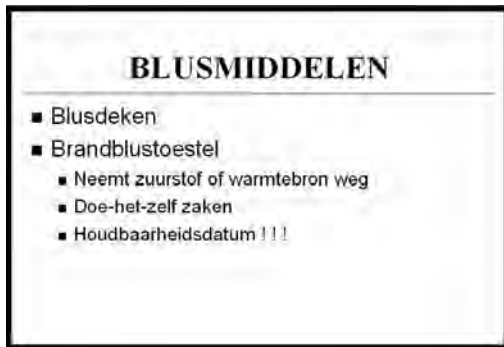 BLUSMIDDELEN
Blusdeken
Brandblustoestel
Neemt zuurstof of warmtebron weg
Doe-het-zelf zaken
Houdbaarheidsdatum ! ! !